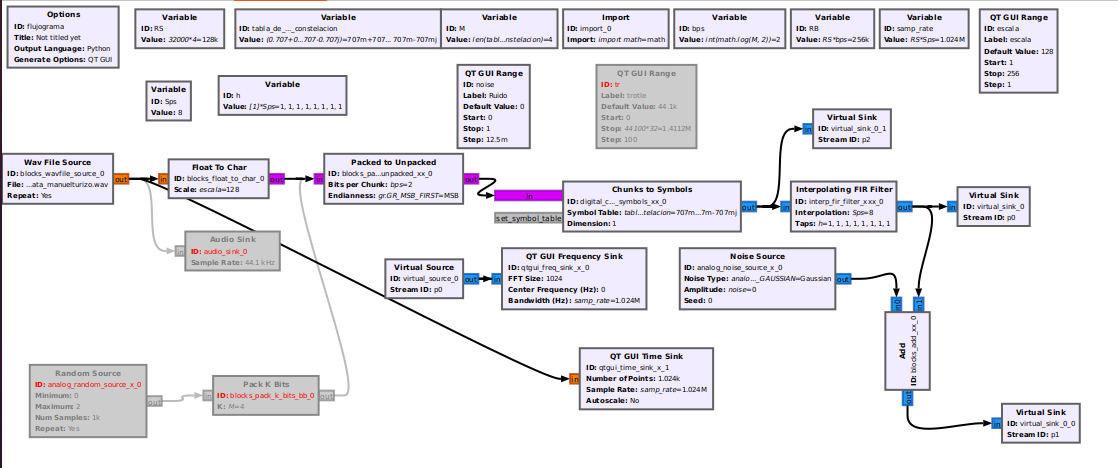 Options
ID: flujograma
Title: Not titled yet
Output Language: Python
Generate Options: QT GUI
Variable
ID: RS
Value: 32000*4=128k
Variable
ID: tabla_de_..._constelacion
Value: (0.707+0...707-0.707j)=707m+707... 707m-707mj
Variable
ID: M
Value: len(tabl...nstelacion)=4
Import
ID: import_0
Import: import math=math
Variable
ID: bps
Value: int(math.log(M, 2))=2
Variable
ID: RB
Value: RS*bps=256k
Variable
ID: samp_rate
Value: RS*Sps=1.024M
QT GUI Range
ID: escala
Label: escala
Default Value: 128
Start: 1
Stop: 256
Step: 1
Variable
ID: Sps
Value: 8
Variable
ID: h
Value: [1]*Sps=1, 1, 1, 1, 1, 1, 1, 1
QT GUI Range
ID: noise
Label: Ruido
Default Value: 0
Start: 0
Stop: 1
Step: 12.5m
QT GUI Range
ID: tr
Label: trotle
Default Value: 44.1k
Start: 0
Stop: 44100*32=1.4112M
Step: 100
Virtual Sink
ID: virtual_sink_0_1
Stream ID: p2
in
Wav File Source
ID: blocks_wavfile_source_0
File: ...ata_manuelturizo.wav
Repeat: Yes
out
in
Float To Char
ID: blocks_float_to_char_0
Scale: escala=128
out
in
Packed to Unpacked
ID: blocks_pa...unpacked_xx_0
Bits per Chunk: bps=2
Endianness: gr.GR_MSB_FIRST=MSB
out
in
set_symbol_table
Chunks to Symbols
ID: digital_c..._symbols_xx_0
Symbol Table: tabl...telacion=707m...7m-707mj
Dimension: 1
out
in
Interpolating FIR Filter
ID: interp_fir_filter_xxx_0
Interpolation: Sps=8
Taps: h=1, 1, 1, 1, 1, 1, 1, 1
out
in
Virtual Sink
ID: virtual_sink_0
Stream ID: p0
in
Audio Sink
ID: audio_sink_0
Sample Rate: 44.1 kHz
Virtual Source
ID: virtual_source_0
Stream ID: p0
out
in
QT GUI Frequency Sink
ID: qtgui_freq_sink_x_0
FFT Size: 1024
Center Frequency (Hz): 0
Bandwidth (Hz): samp_rate=1.024M
Noise Source
ID: analog_noise_source_x_0
Noise Type: analo..._GAUSSIAN=Gaussian
Amplitude: noise=0
Seed: 0
out
in0
in1
Add
ID: blocks_add_xx_0
out
in
QT GUI Time Sink
ID: qtgui_time_sink_x_1
Number of Points: 1.024k
Sample Rate: samp_rate=1.024M
Autoscale: No
Random Source
ID: analog_random_source_x_0
Minimum: 0
Maximum: 2
Num Samples: 1k
Repeat: Yes
out
in
Pack K Bits
ID: blocks_pack_k_bits_bb_0
K: M=4
out
in
Virtual Sink
ID: virtual_sink_0_0
Stream ID: p1